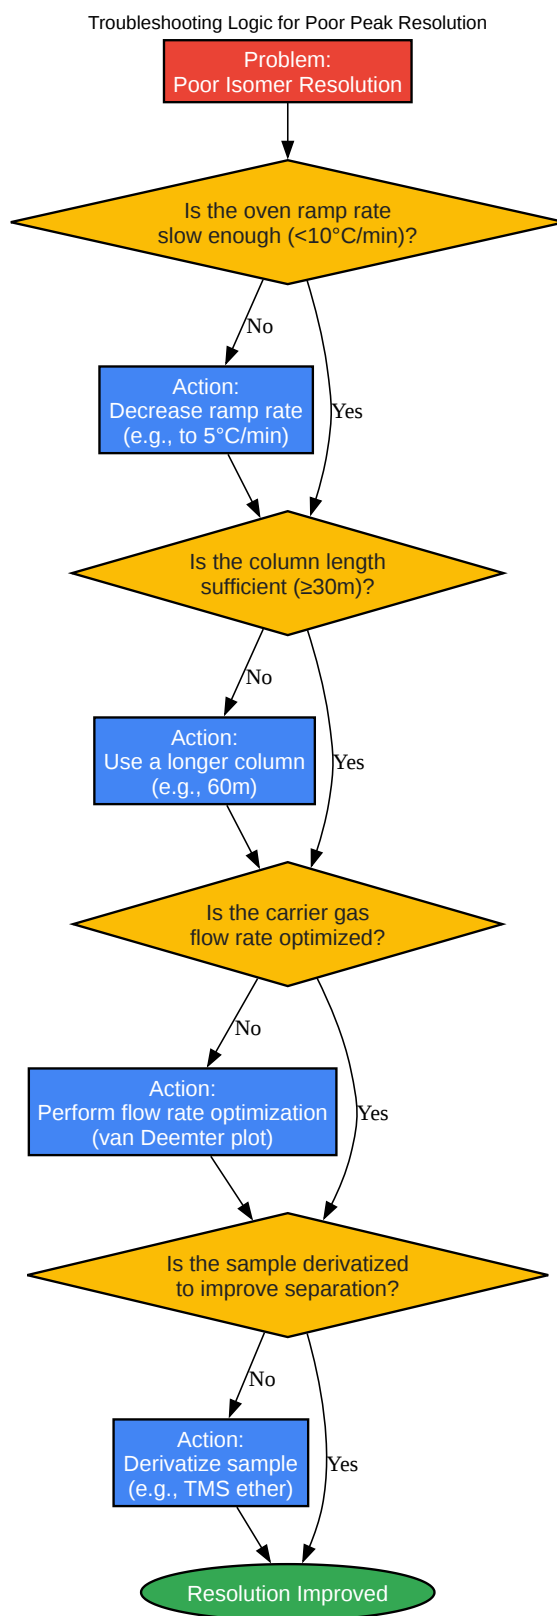 Troubleshooting Logic for Poor Peak Resolution
Problem:
Poor Isomer Resolution
Is the oven ramp rate
slow enough (<10°C/min)?
No
Action:
Decrease ramp rate
(e.g., to 5°C/min)
Yes
Is the column length
sufficient (≥30m)?
No
Action:
Use a longer column
(e.g., 60m)
Yes
Is the carrier gas
flow rate optimized?
No
Action:
Perform flow rate optimization
(van Deemter plot)
Yes
Is the sample derivatized
to improve separation?
No
Action:
Derivatize sample
(e.g., TMS ether)
Yes
Resolution Improved